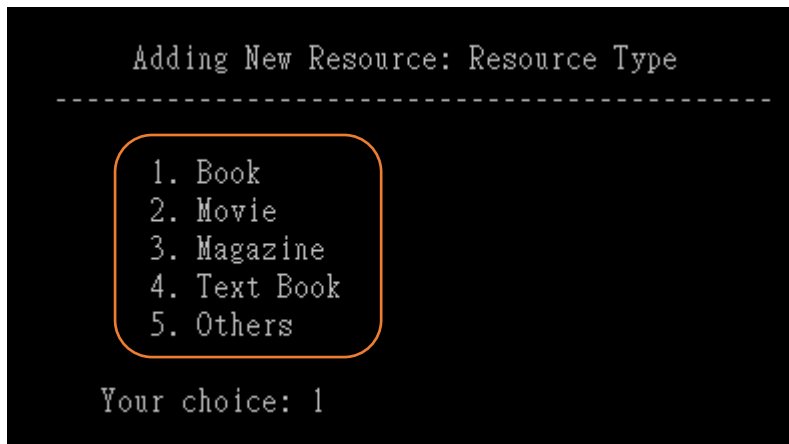 Adding New Resource: Resource Type
---------------------------------------------
1. Book
2. Movie
3. Magazine
4. Text Book
5. Others
Your choice: 1